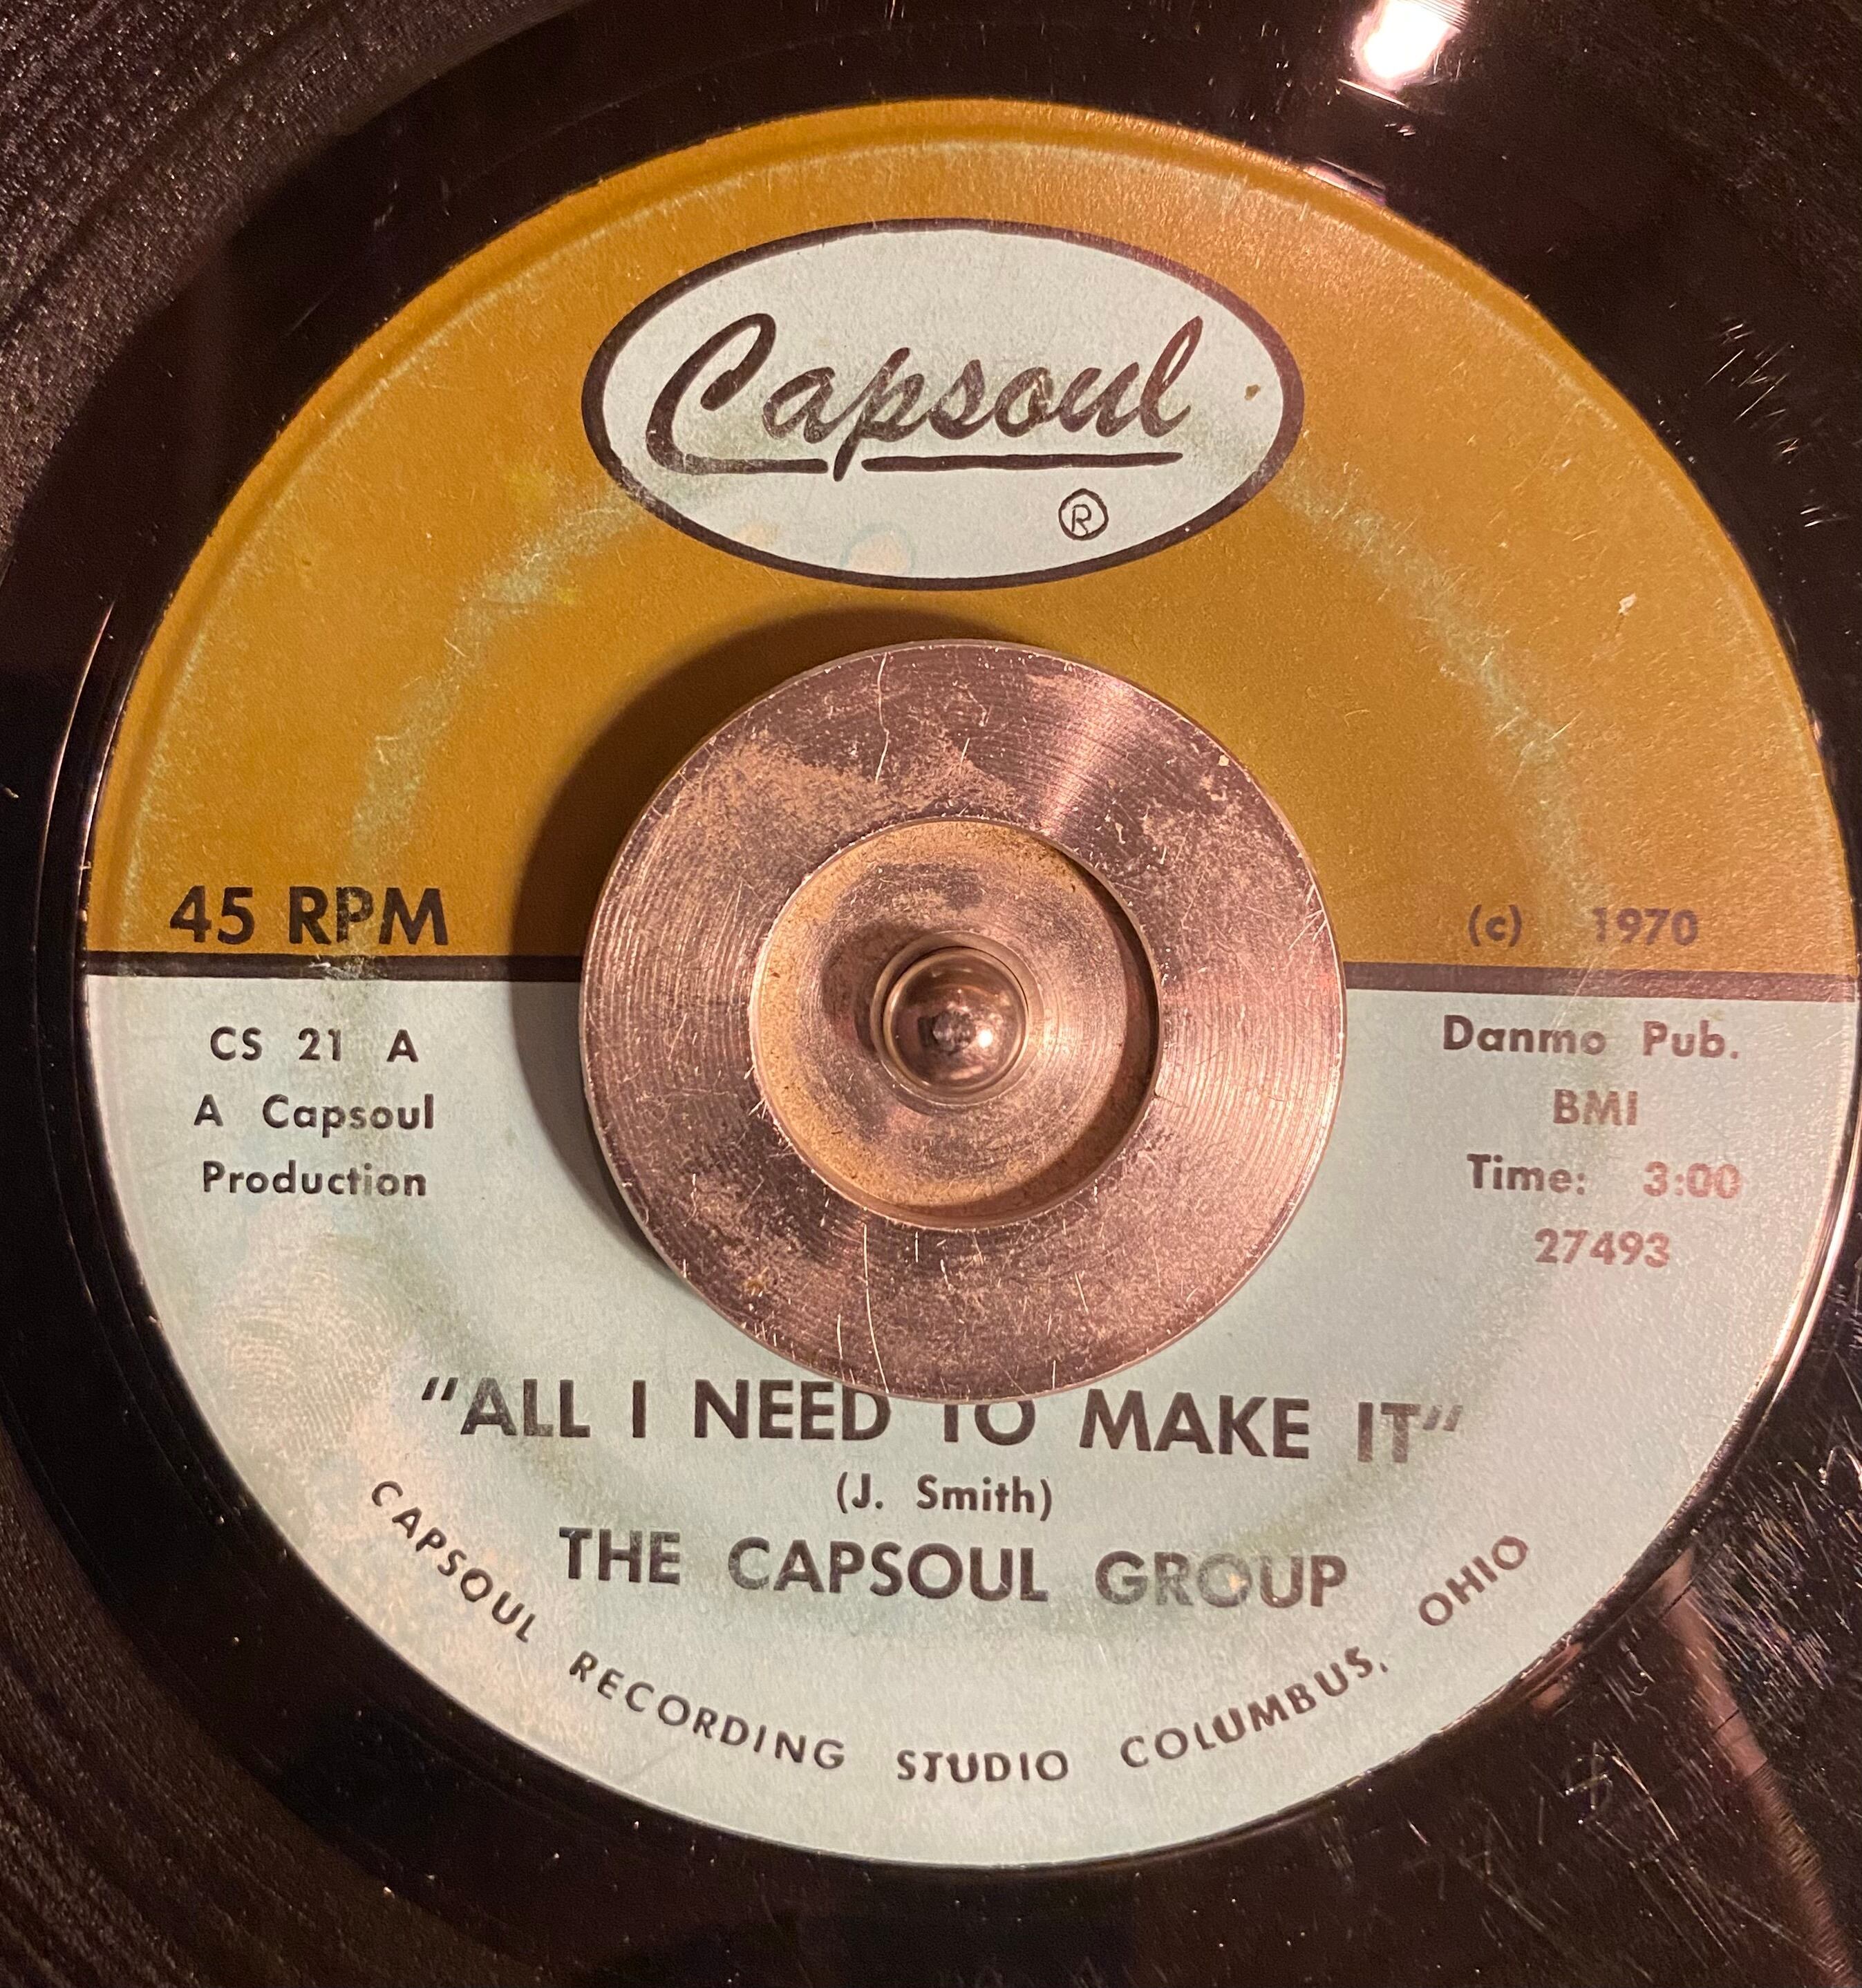 Capsoul
®
45 RPM
(c) 1970
CS 21 A
A Capsoul
Production
Danmo Pub.
BMI
Time: 3:00
27493
"ALL I NEED TO MAKE IT"
(J. Smith)
THE CAPSOUL GROUP
CAPSOUL RECORDING STUDIO COLUMBUS, OHIO